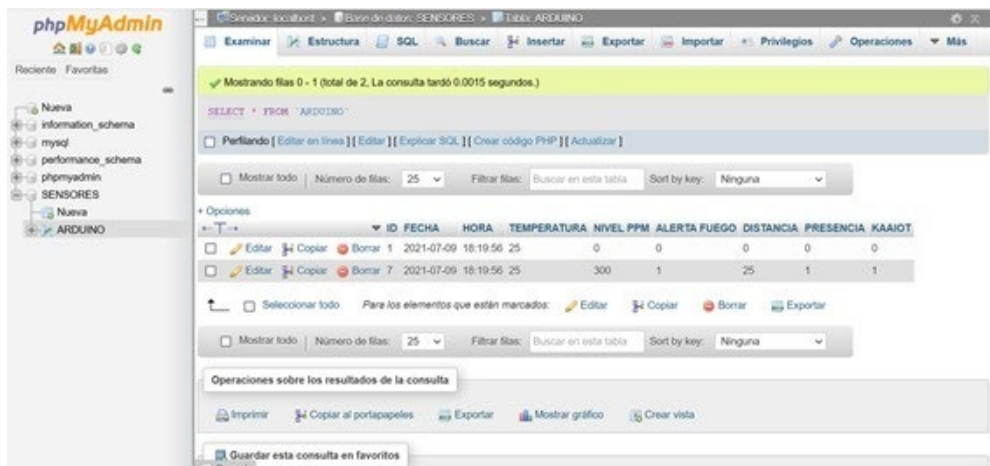 phpMyAdmin
Reciente Favoritas
Nueva
information_schema
mysql
performance_schema
phpmyadmin
SENSORES
Nueva
ARDUINO
Servidor: localhost » Base de datos: SENSORES » Tabla: ARDUINO
Examinar Estructura SQL Buscar Insertar Exportar Importar Privilegios Operaciones Más
Mostrando filas 0 - 1 (total de 2, La consulta tardó 0.0015 segundos.)
SELECT * FROM `ARDUINO`
Perfilando [ Editar en línea ] [ Editar ] [ Explicar SQL ] [ Crear código PHP ] [ Actualizar ]
Mostrar todo | Número de filas: 25 Filtrar filas: Buscar en esta tabla Sort by key: Ninguna
+ Opciones
←T→ ID FECHA HORA TEMPERATURA NIVEL PPM ALERTA FUEGO DISTANCIA PRESENCIA KAAIOT
Editar Copiar Borrar 1 2021-07-09 18:19:56 25 0 0 0 0 0
Editar Copiar Borrar 7 2021-07-09 18:19:56 25 300 1 25 1 1
Seleccionar todo Para los elementos que están marcados: Editar Copiar Borrar Exportar
Mostrar todo | Número de filas: 25 Filtrar filas: Buscar en esta tabla Sort by key: Ninguna
Operaciones sobre los resultados de la consulta
Imprimir Copiar al portapapeles Exportar Mostrar gráfico Crear vista
Guardar esta consulta en favoritos